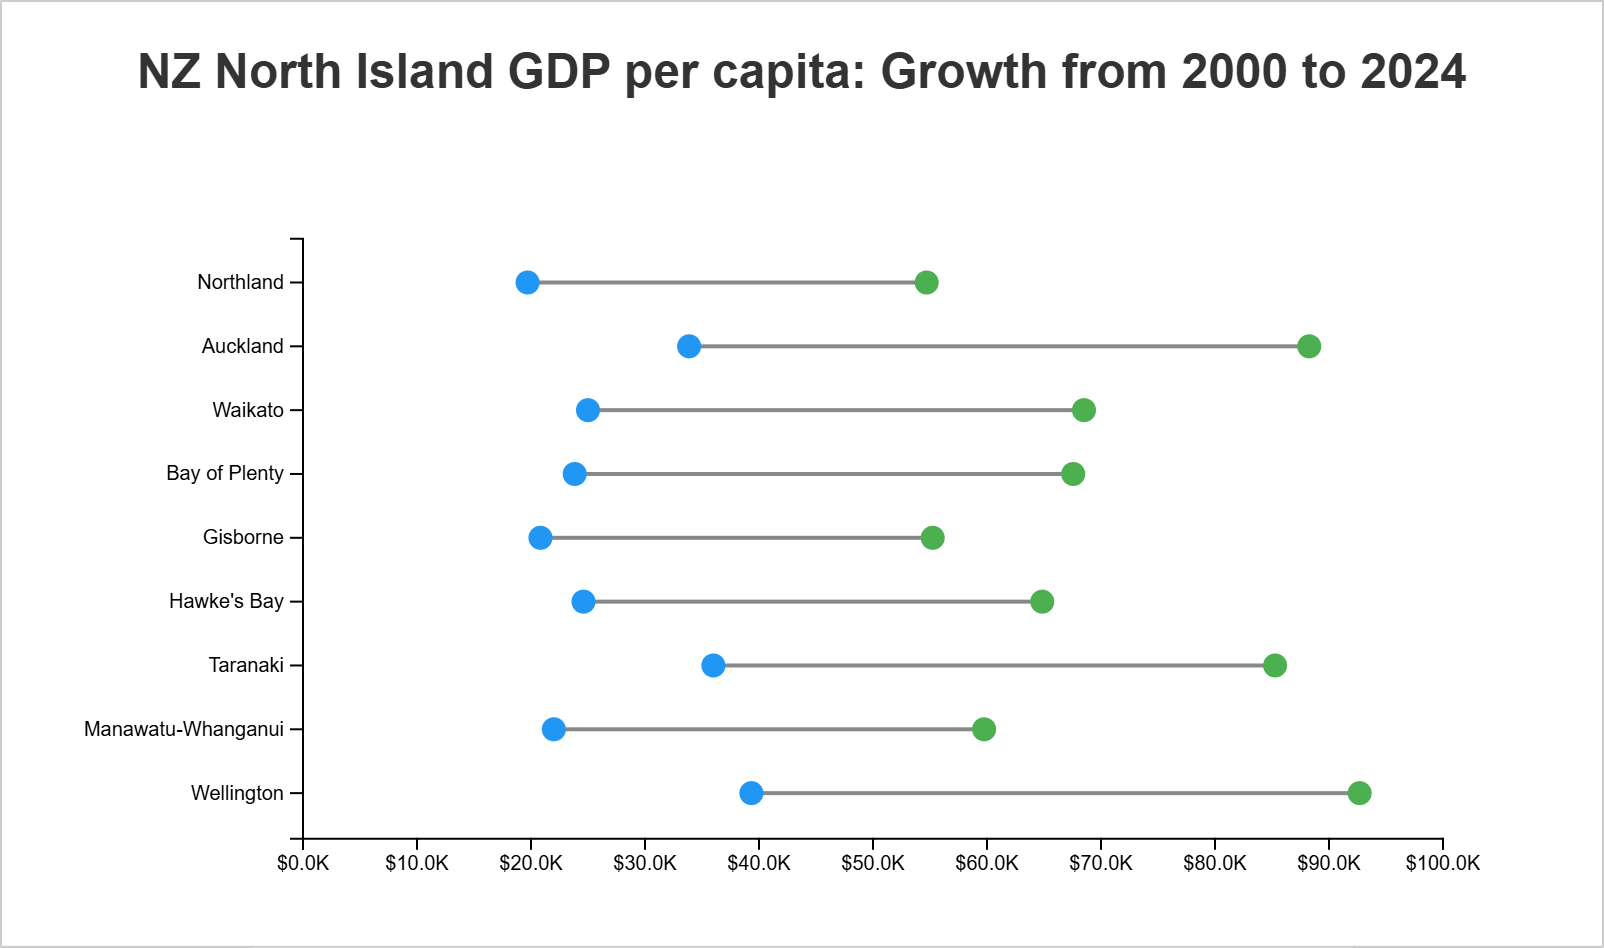 NZ North Island GDP per capita: Growth from 2000 to 2024
Northland
Auckland
Waikato
Bay of Plenty
Gisborne
Hawke's Bay
Taranaki
Manawatu-Whanganui
Wellington
$0.0K $10.0K $20.0K $30.0K $40.0K $50.0K $60.0K $70.0K $80.0K $90.0K $100.0K